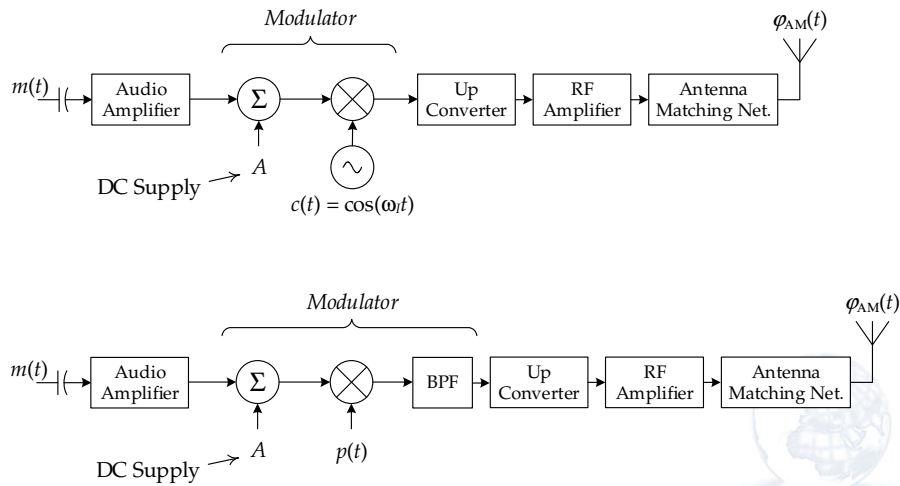 Modulator
φAM(t)
m(t)
Audio
Amplifier
Σ
Up
Converter
RF
Amplifier
Antenna
Matching Net.
DC Supply
A
c(t) = cos(ωIt)
Modulator
φAM(t)
m(t)
Audio
Amplifier
Σ
BPF
Up
Converter
RF
Amplifier
Antenna
Matching Net.
DC Supply
A
p(t)